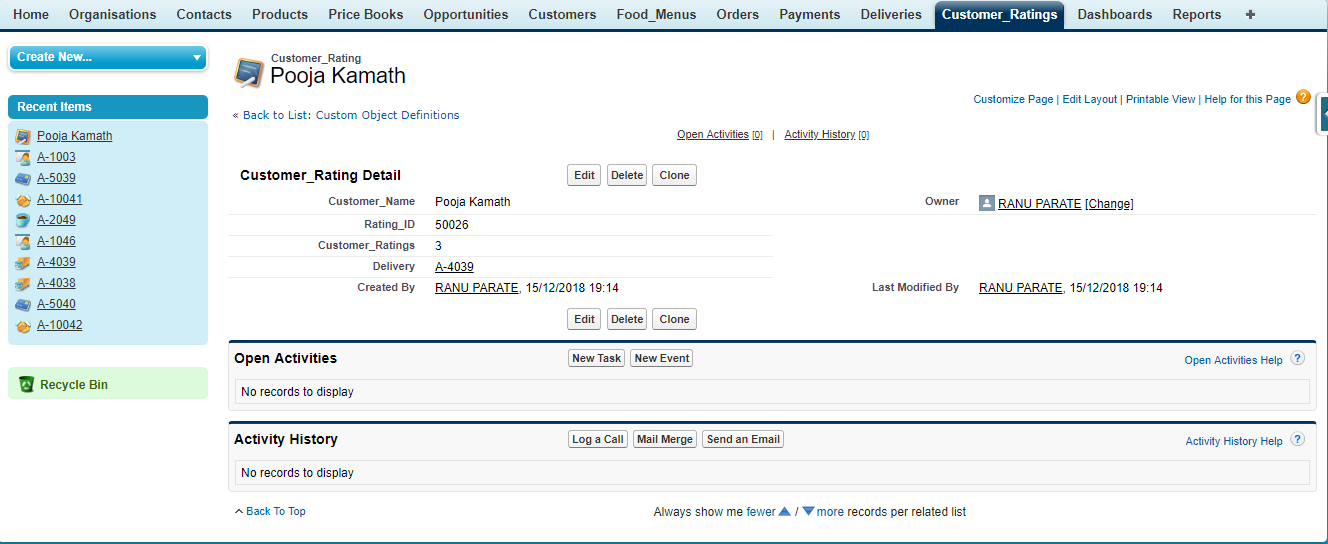 Home Organisations Contacts Products Price Books Opportunities Customers Food_Menus Orders Payments Deliveries Customer_Ratings Dashboards Reports +
Create New...
Recent Items
Pooja Kamath
A-1003
A-5039
A-10041
A-2049
A-1046
A-4039
A-4038
A-5040
A-10042
Recycle Bin
Customer_Rating
Pooja Kamath
Customize Page | Edit Layout | Printable View | Help for this Page ?
« Back to List: Custom Object Definitions
Open Activities [0] | Activity History [0]
Customer_Rating Detail Edit Delete Clone
Customer_Name Pooja Kamath Owner RANU PARATE [Change]
Rating_ID 50026
Customer_Ratings 3
Delivery A-4039
Created By RANU PARATE, 15/12/2018 19:14 Last Modified By RANU PARATE, 15/12/2018 19:14
Edit Delete Clone
Open Activities New Task New Event Open Activities Help ?
No records to display
Activity History Log a Call Mail Merge Send an Email Activity History Help ?
No records to display
Back To Top Always show me fewer / more records per related list